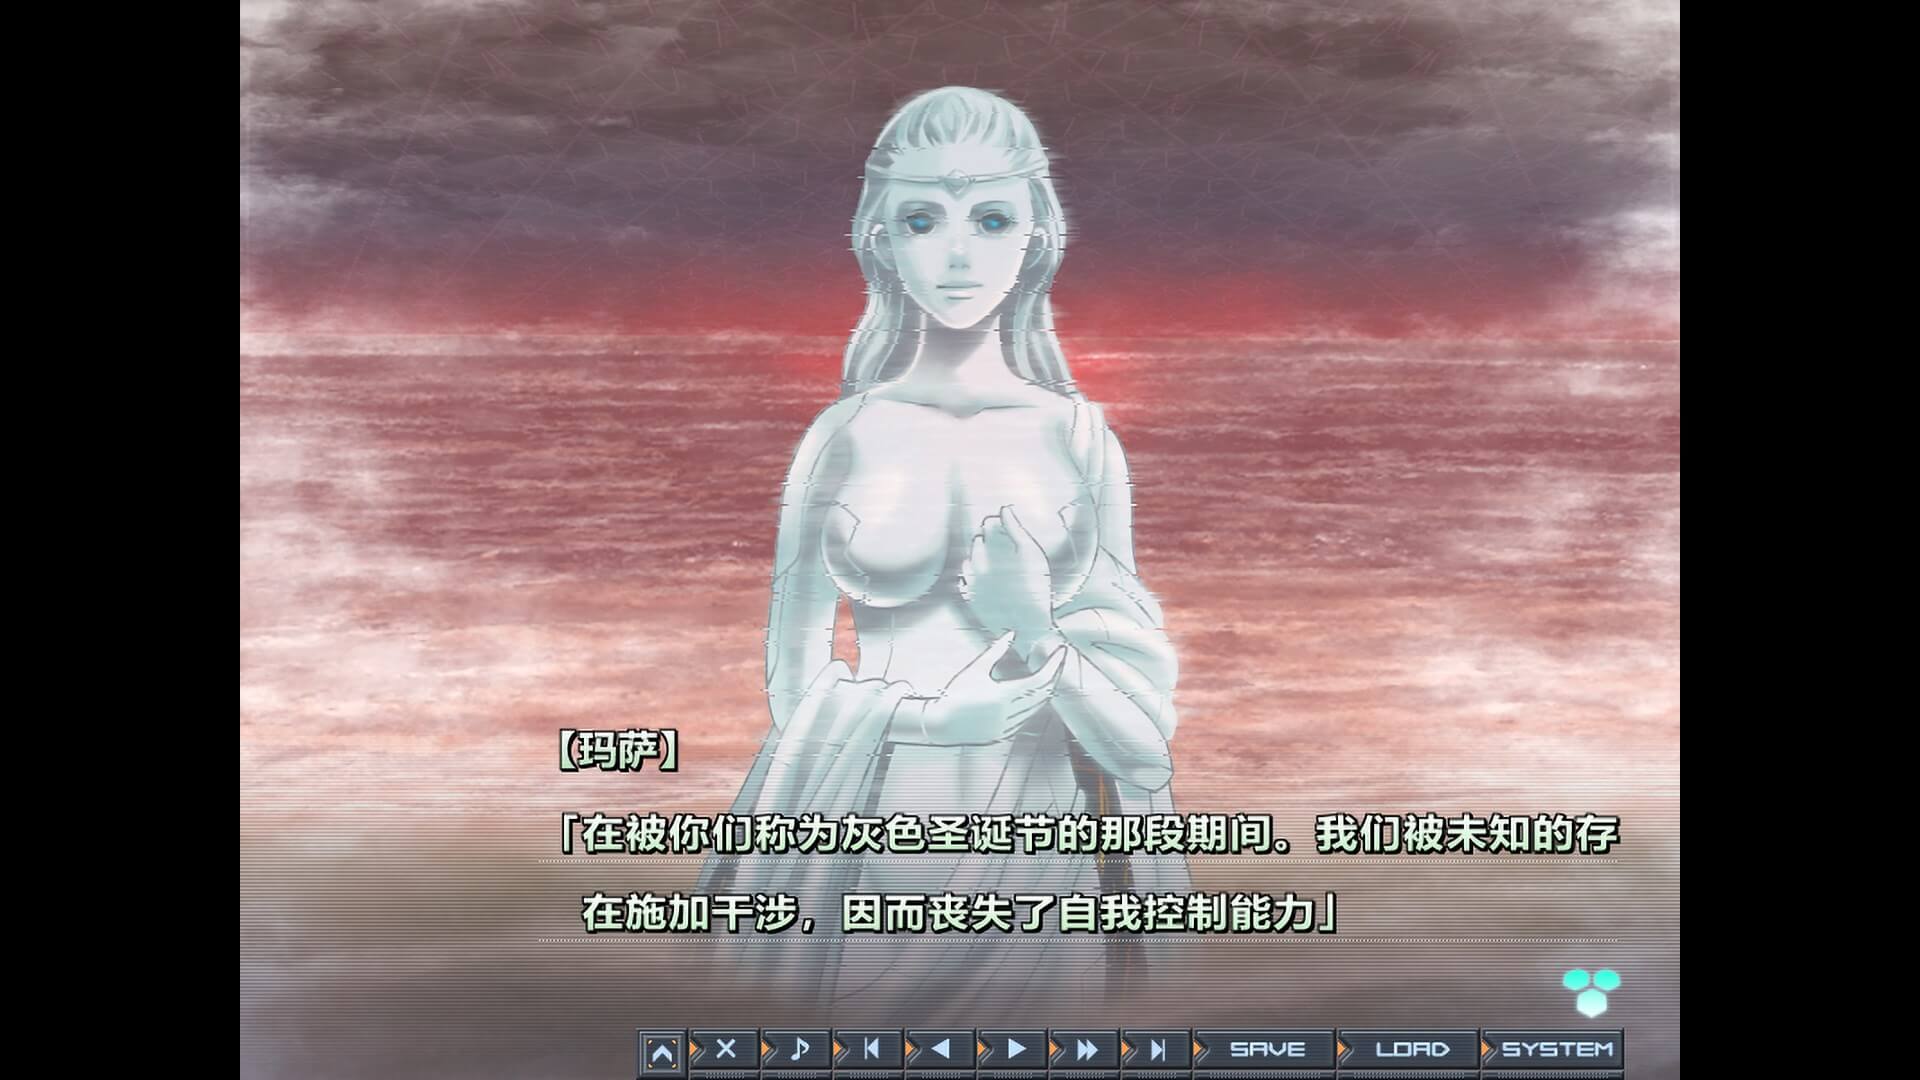 【玛萨】
「在被你们称为灰色圣诞节的那段期间。我们被未知的存
在施加干涉，因而丧失了自我控制能力」
SAVE LOAD SYSTEM